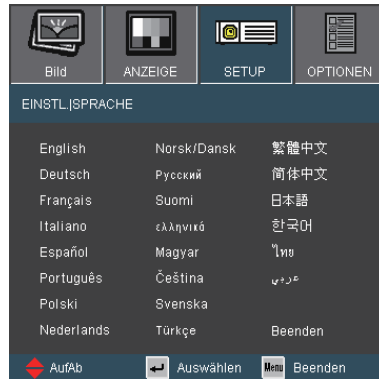 Bild ANZEIGE SETUP OPTIONEN
EINSTL.|SPRACHE
English Norsk/Dansk 繁體中文
Deutsch Русский 简体中文
Français Suomi 日本語
Italiano ελληνικά 한국어
Español Magyar ไทย
Português Čeština عربي
Polski Svenska
Nederlands Türkçe Beenden
AufAb Auswählen Menu Beenden